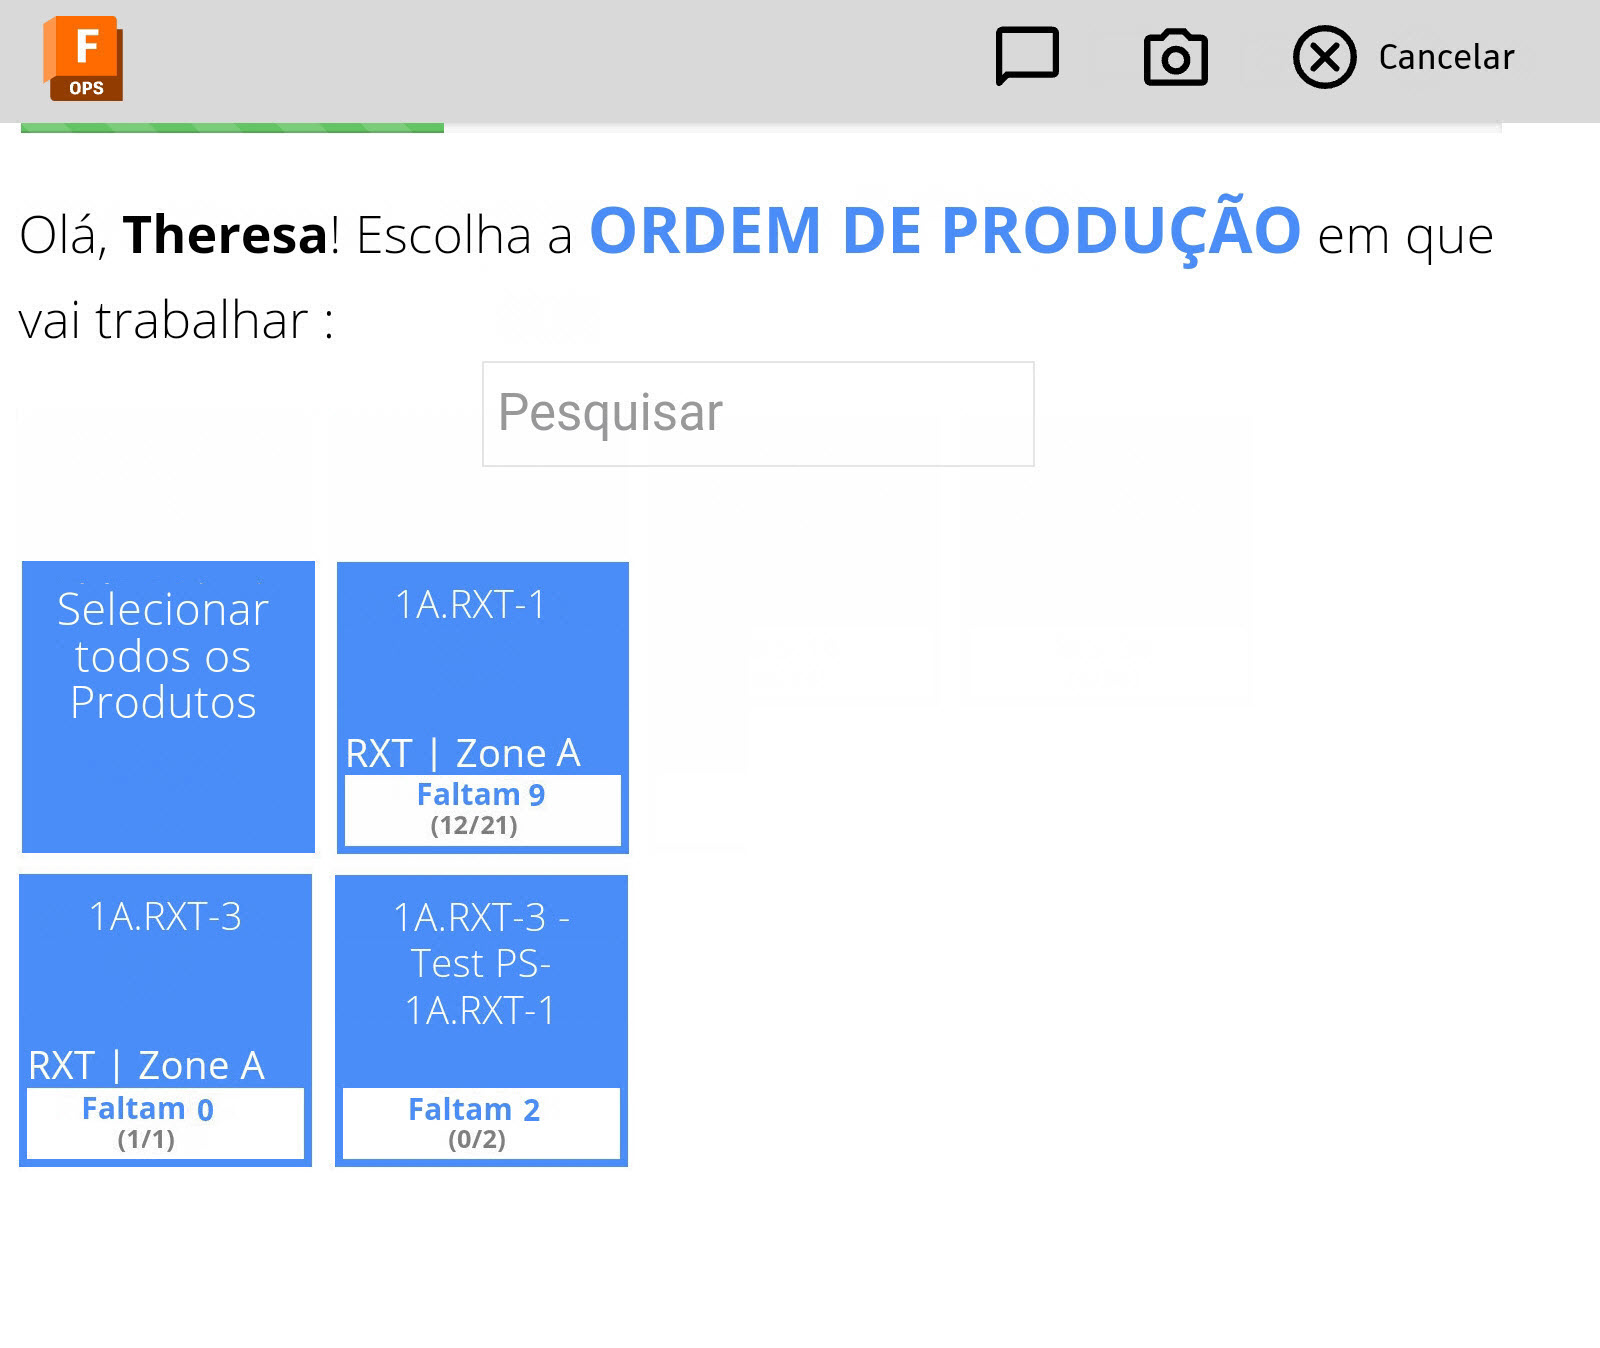 F
OPS
Cancelar
Olá, Theresa! Escolha a ORDEM DE PRODUÇÃO em que
vai trabalhar :
Pesquisar
Selecionar
todos os
Produtos
1A.RXT-1
RXT | Zone A
Faltam 9
(12/21)
1A.RXT-3
RXT | Zone A
Faltam 0
(1/1)
1A.RXT-3 -
Test PS-
1A.RXT-1
Faltam 2
(0/2)